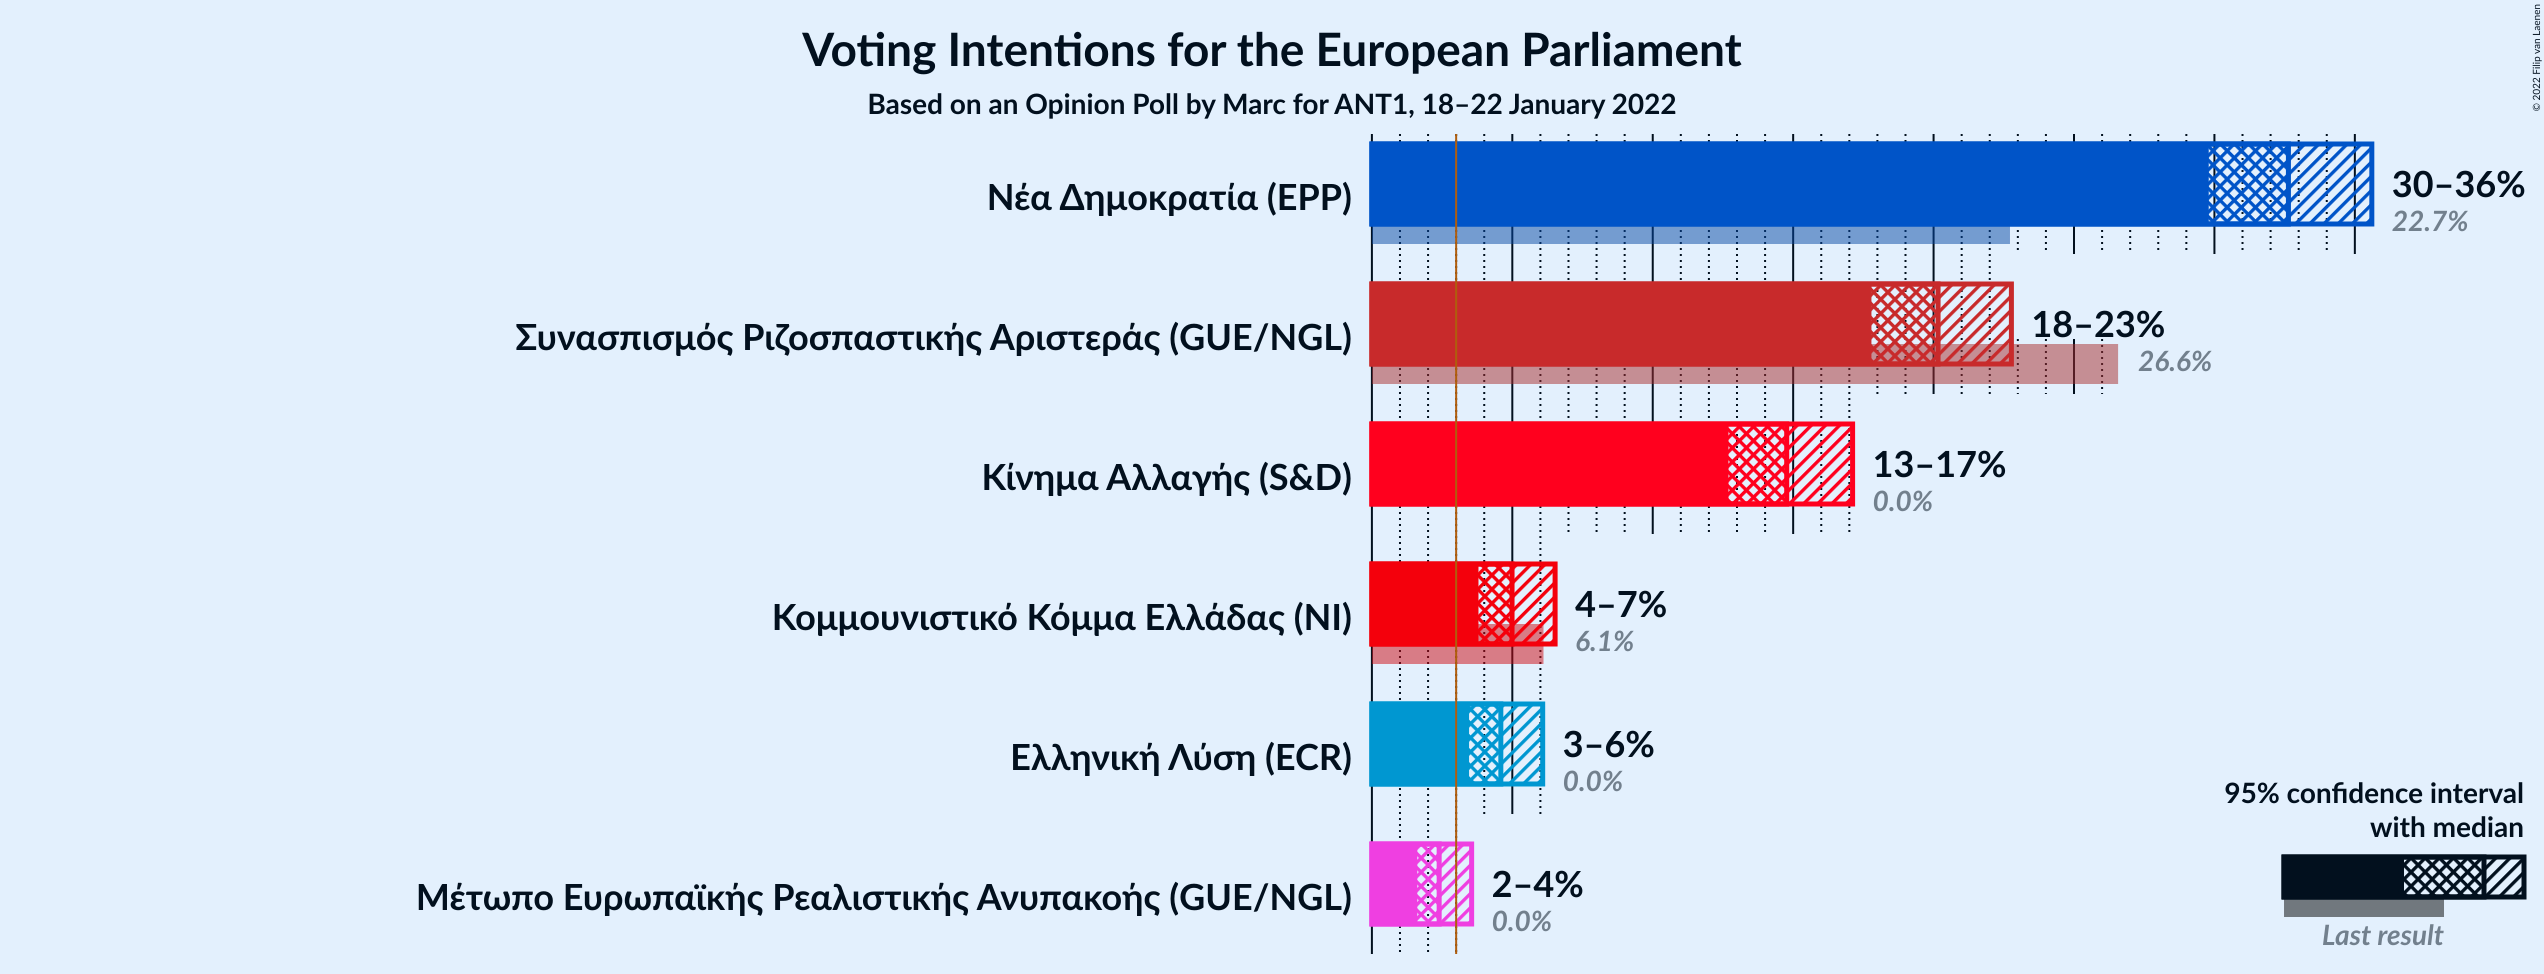 Voting Intentions for the European Parliament
Based on an Opinion Poll by Marc for ANT1, 18–22 January 2022
© 2022 Filip van Laenen
Νέα Δημοκρατία (EPP)
30–36%
22.7%
Συνασπισμός Ριζοσπαστικής Αριστεράς (GUE/NGL)
18–23%
26.6%
Κίνημα Αλλαγής (S&D)
13–17%
0.0%
Κομμουνιστικό Κόμμα Ελλάδας (NI)
4–7%
6.1%
Ελληνική Λύση (ECR)
3–6%
0.0%
Μέτωπο Ευρωπαϊκής Ρεαλιστικής Ανυπακοής (GUE/NGL)
2–4%
0.0%
95% confidence interval
with median
Last result